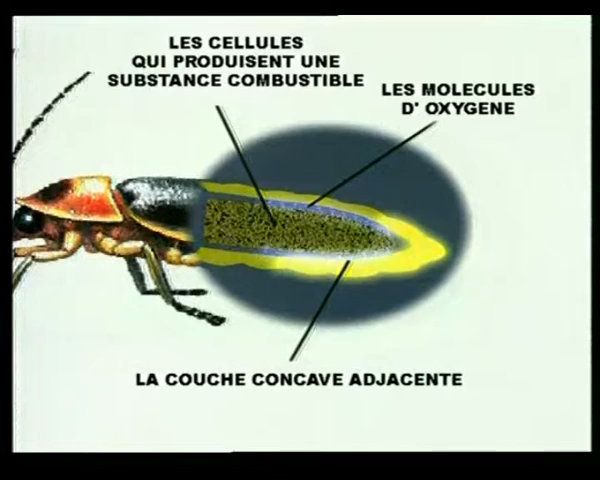 LES CELLULES
QUI PRODUISENT UNE
SUBSTANCE COMBUSTIBLE
LES MOLECULES
D' OXYGENE
LA COUCHE CONCAVE ADJACENTE